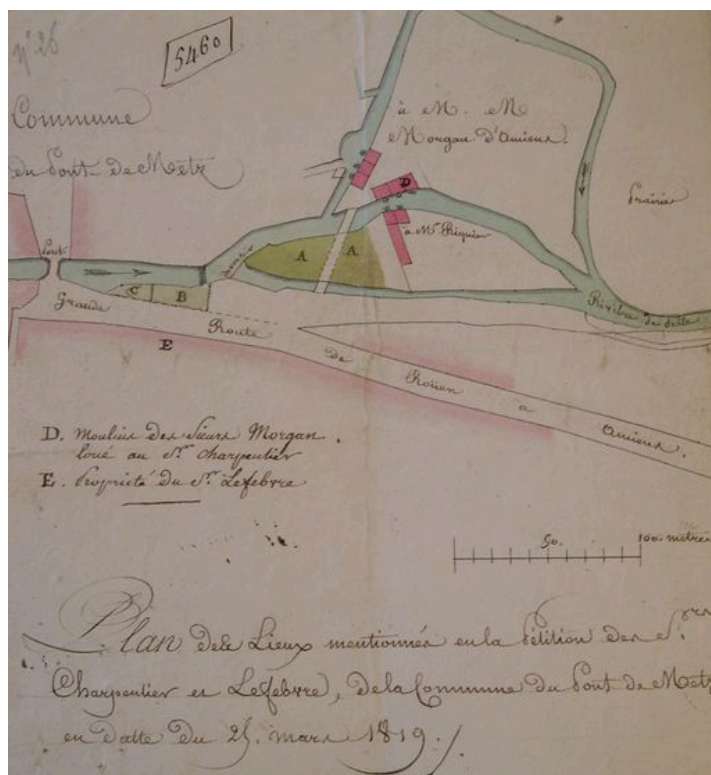 n° 26
5460
Commune
du Pont-de-Metz
à M. M
Morgan d'Amiens.
D
à Mr. Riquier
Prairie
Pont
A
A
C
B
Rivière de Selle
Grande Route de Rouen à Amiens.
E
D. Moulins des Sieurs Morgan.
loué au Sr. Charpentier
E. Propriété du Sr. Lefebvre
50. 100. mètres
Plan des Lieux mentionnés en la Pétition des Srs.
Charpentier et Lefebvre, de la Commune du Pont de Metz
en datte du 25. mars 1819./.